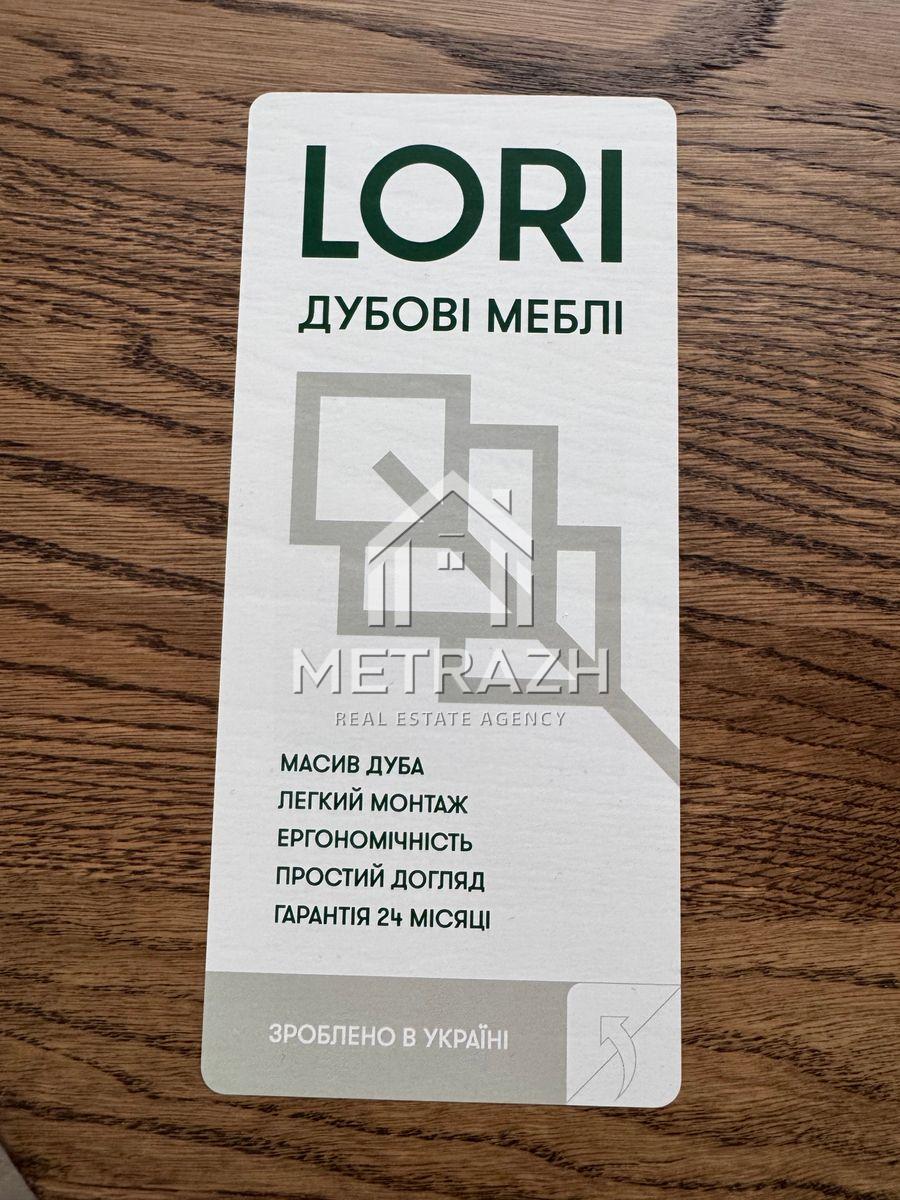 LORI
ДУБОВІ МЕБЛІ
METRAZH
REAL ESTATE AGENCY
МАСИВ ДУБА
ЛЕГКИЙ МОНТАЖ
ЕРГОНОМІЧНІСТЬ
ПРОСТИЙ ДОГЛЯД
ГАРАНТІЯ 24 МІСЯЦІ
ЗРОБЛЕНО В УКРАЇНІ